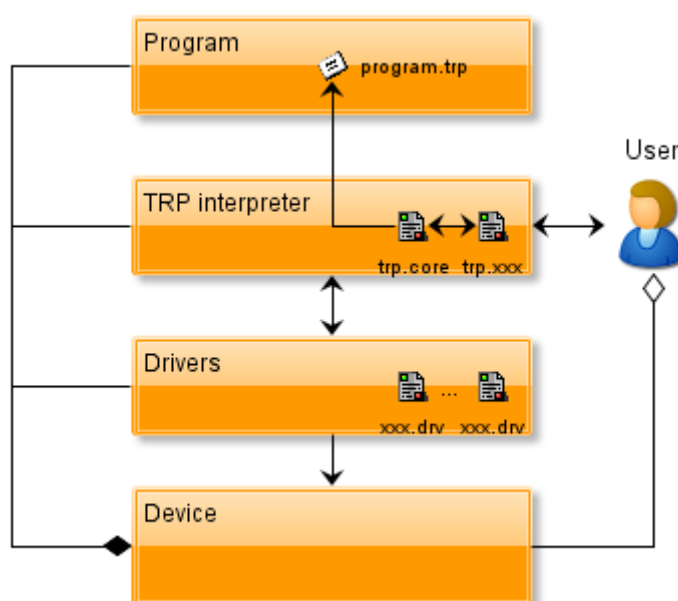 Program
program.trp
User
TRP interpreter
trp.core trp.xxx
Drivers
...
xxx.drv xxx.drv
Device